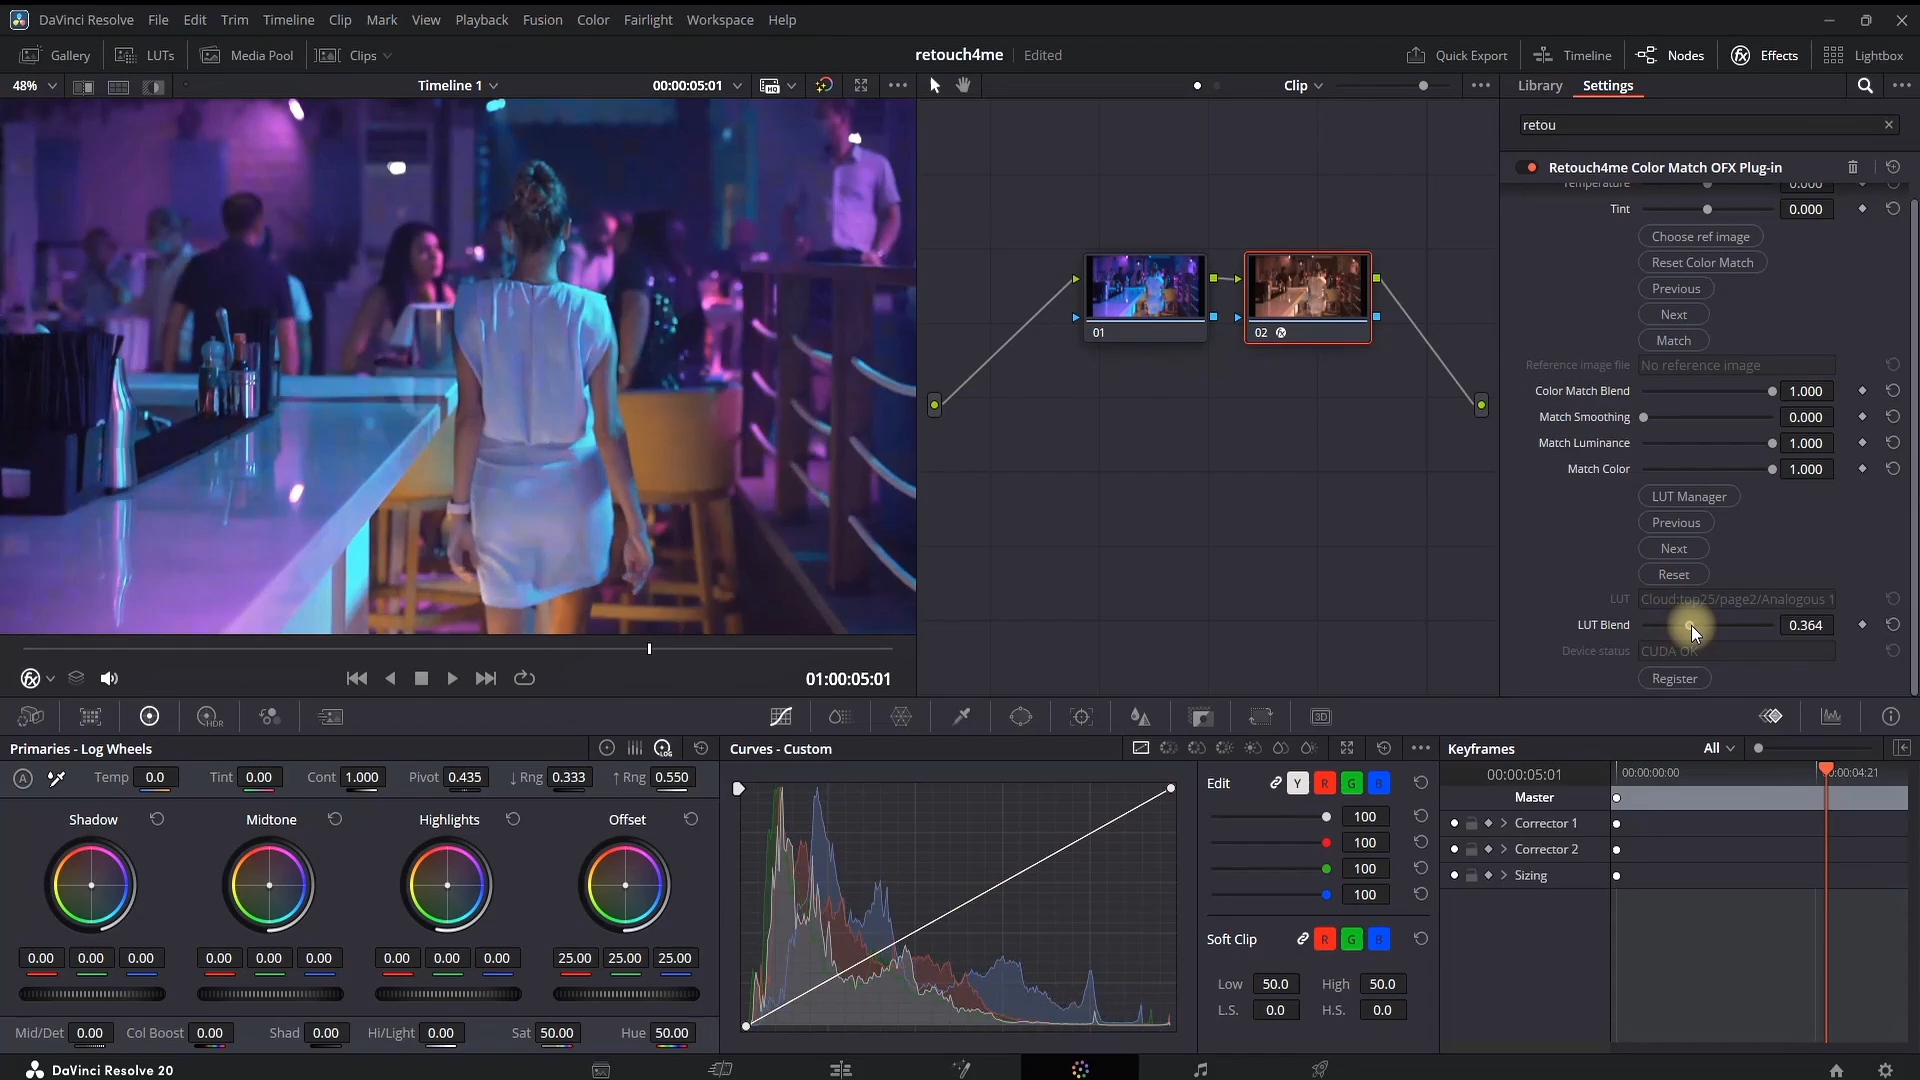 DaVinci Resolve File Edit Trim Timeline Clip Mark View Playback Fusion Color Fairlight Workspace Help
Gallery LUTs Media Pool Clips retouch4me Edited Quick Export Timeline Nodes Effects Lightbox
48% Timeline 1 00:00:05:01 HQ Clip Library Settings
retou
Retouch4me Color Match OFX Plug-in
Temperature 0.000
Tint 0.000
Choose ref image
Reset Color Match
Previous
Next
Match
Reference image file No reference image
Color Match Blend 1.000
Match Smoothing 0.000
Match Luminance 1.000
Match Color 1.000
LUT Manager
Previous
Next
Reset
LUT Cloud:top25/page2/Analogous 1
LUT Blend 0.364
Device status CUDA OK
Register
01
02
01:00:05:01
HDR
3D
Primaries - Log Wheels
LOG
A Temp 0.0 Tint 0.00 Cont 1.000 Pivot 0.435 ↓ Rng 0.333 ↑ Rng 0.550
Shadow Midtone Highlights Offset
0.00 0.00 0.00 0.00 0.00 0.00 0.00 0.00 0.00 25.00 25.00 25.00
Mid/Det 0.00 Col Boost 0.00 Shad 0.00 Hi/Light 0.00 Sat 50.00 Hue 50.00
Curves - Custom
Edit Y R G B
100
100
100
100
Soft Clip R G B
Low 50.0 High 50.0
L.S. 0.0 H.S. 0.0
Keyframes All
00:00:05:01 00:00:00:00 00:00:04:21
Master
Corrector 1
Corrector 2
Sizing
DaVinci Resolve 20